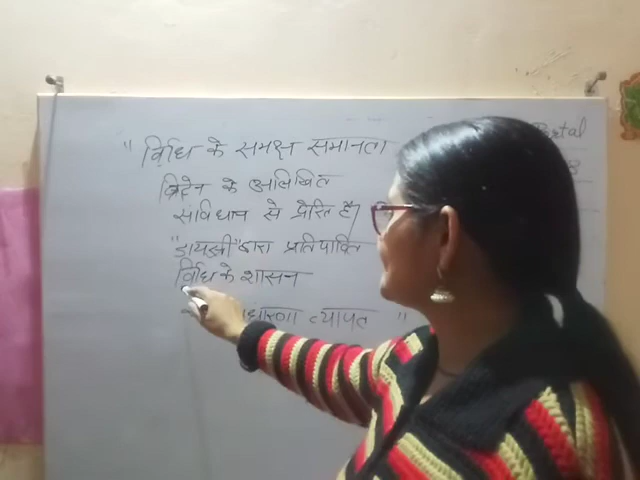 " विधि के समक्ष समानता
ब्रिटेन के अलिखित
संविधान से प्रेरित है।
"डायसी" द्वारा प्रतिपादित
विधि के शासन
व्यापत "